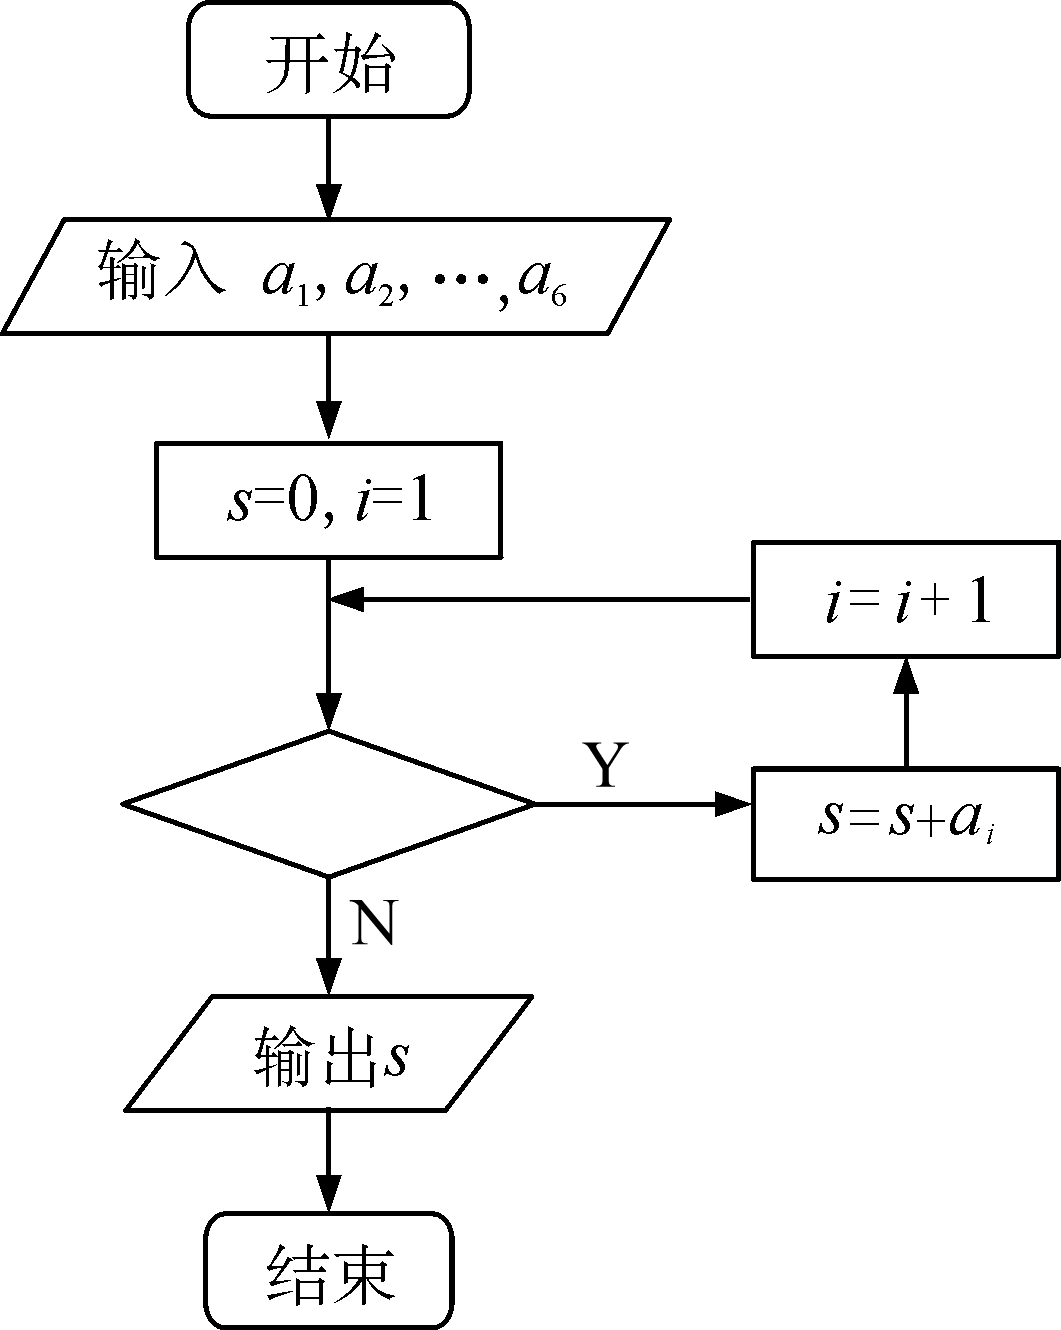 开始
输入 a₁, a₂, …, a₆
s=0, i=1
i= i+ 1
Y
s=s+aᵢ
N
输出s
结束